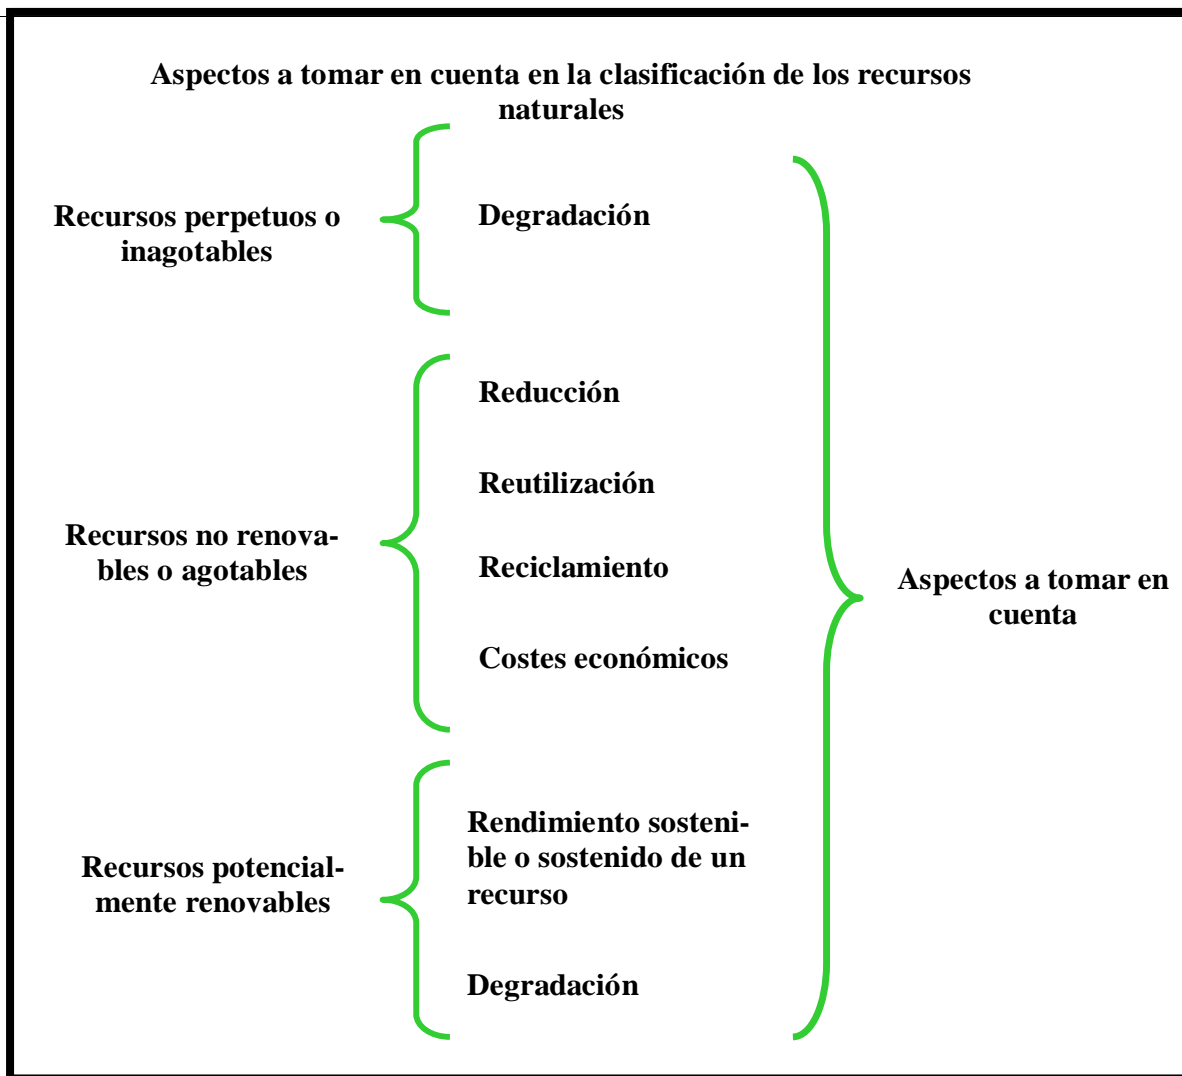 Aspectos a tomar en cuenta en la clasificación de los recursos
naturales
Recursos perpetuos o
inagotables
Degradación
Recursos no renova-
bles o agotables
Reducción
Reutilización
Reciclamiento
Costes económicos
Recursos potencial-
mente renovables
Rendimiento sosteni-
ble o sostenido de un
recurso
Degradación
Aspectos a tomar en
cuenta